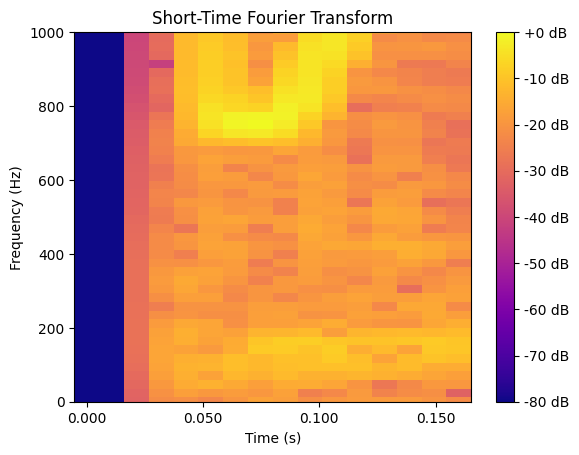 Short-Time Fourier Transform
1000
800
600
400
200
0
Frequency (Hz)
0.000
0.050
0.100
0.150
Time (s)
+0 dB
-10 dB
-20 dB
-30 dB
-40 dB
-50 dB
-60 dB
-70 dB
-80 dB